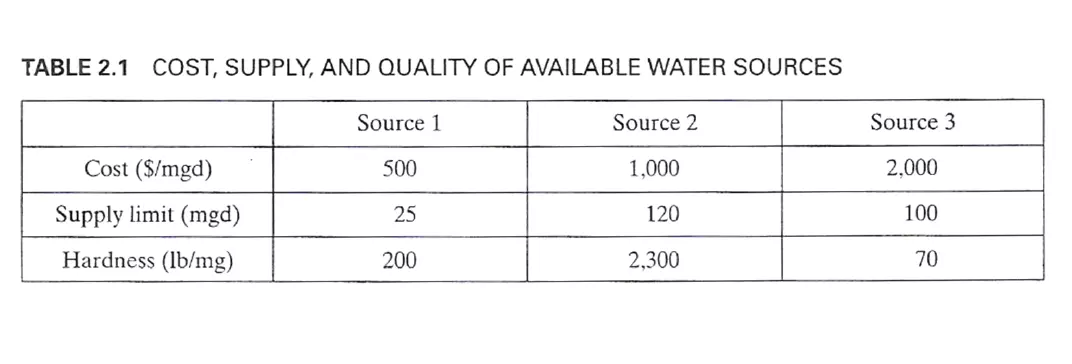 TABLE 2.1 COST, SUPPLY, AND QUALITY OF AVAILABLE WATER SOURCES
Source 1 Source 2 Source 3
Cost ($/mgd) 500 1,000 2,000
Supply limit (mgd) 25 120 100
Hardness (lb/mg) 200 2,300 70